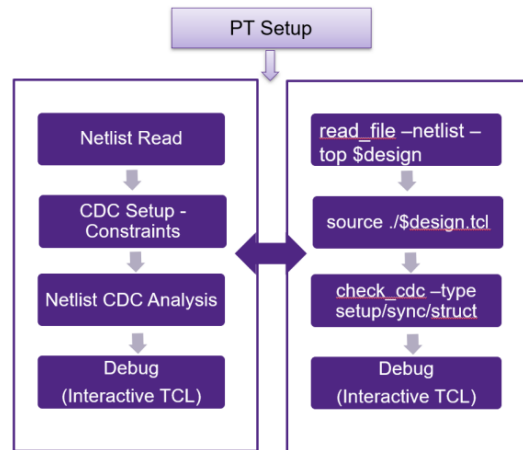 PT Setup
Netlist Read
CDC Setup -
Constraints
Netlist CDC Analysis
Debug
(Interactive TCL)
read_file –netlist –
top $design
source ./$design.tcl
check_cdc –type
setup/sync/struct
Debug
(Interactive TCL)